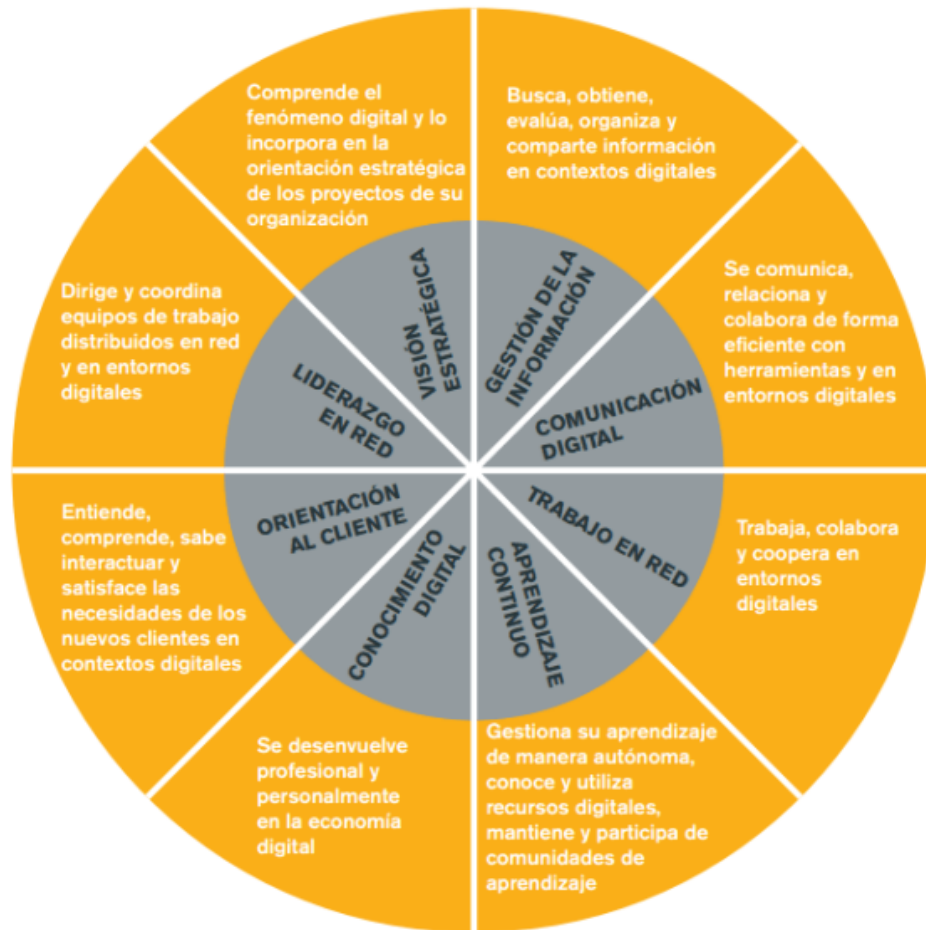 Comprende el
fenómeno digital y lo
incorpora en la
orientación estratégica
de los proyectos de su
organización
VISIÓN
ESTRATÉGICA
Busca, obtiene,
evalúa, organiza y
comparte información
en contextos digitales
GESTIÓN DE LA
INFORMACIÓN
Se comunica,
relaciona y
colabora de forma
eficiente con
herramientas y en
entornos digitales
COMUNICACIÓN
DIGITAL
Trabaja, colabora
y coopera en
entornos
digitales
TRABAJO EN RED
Gestiona su aprendizaje
de manera autónoma,
conoce y utiliza
recursos digitales,
mantiene y participa de
comunidades de
aprendizaje
APRENDIZAJE
CONTINUO
Se desenvuelve
profesional y
personalmente
en la economía
digital
CONOCIMIENTO
DIGITAL
Entiende,
comprende, sabe
interactuar y
satisface las
necesidades de los
nuevos clientes en
contextos digitales
ORIENTACIÓN
AL CLIENTE
Dirige y coordina
equipos de trabajo
distribuidos en red
y en entornos
digitales
LIDERAZGO
EN RED